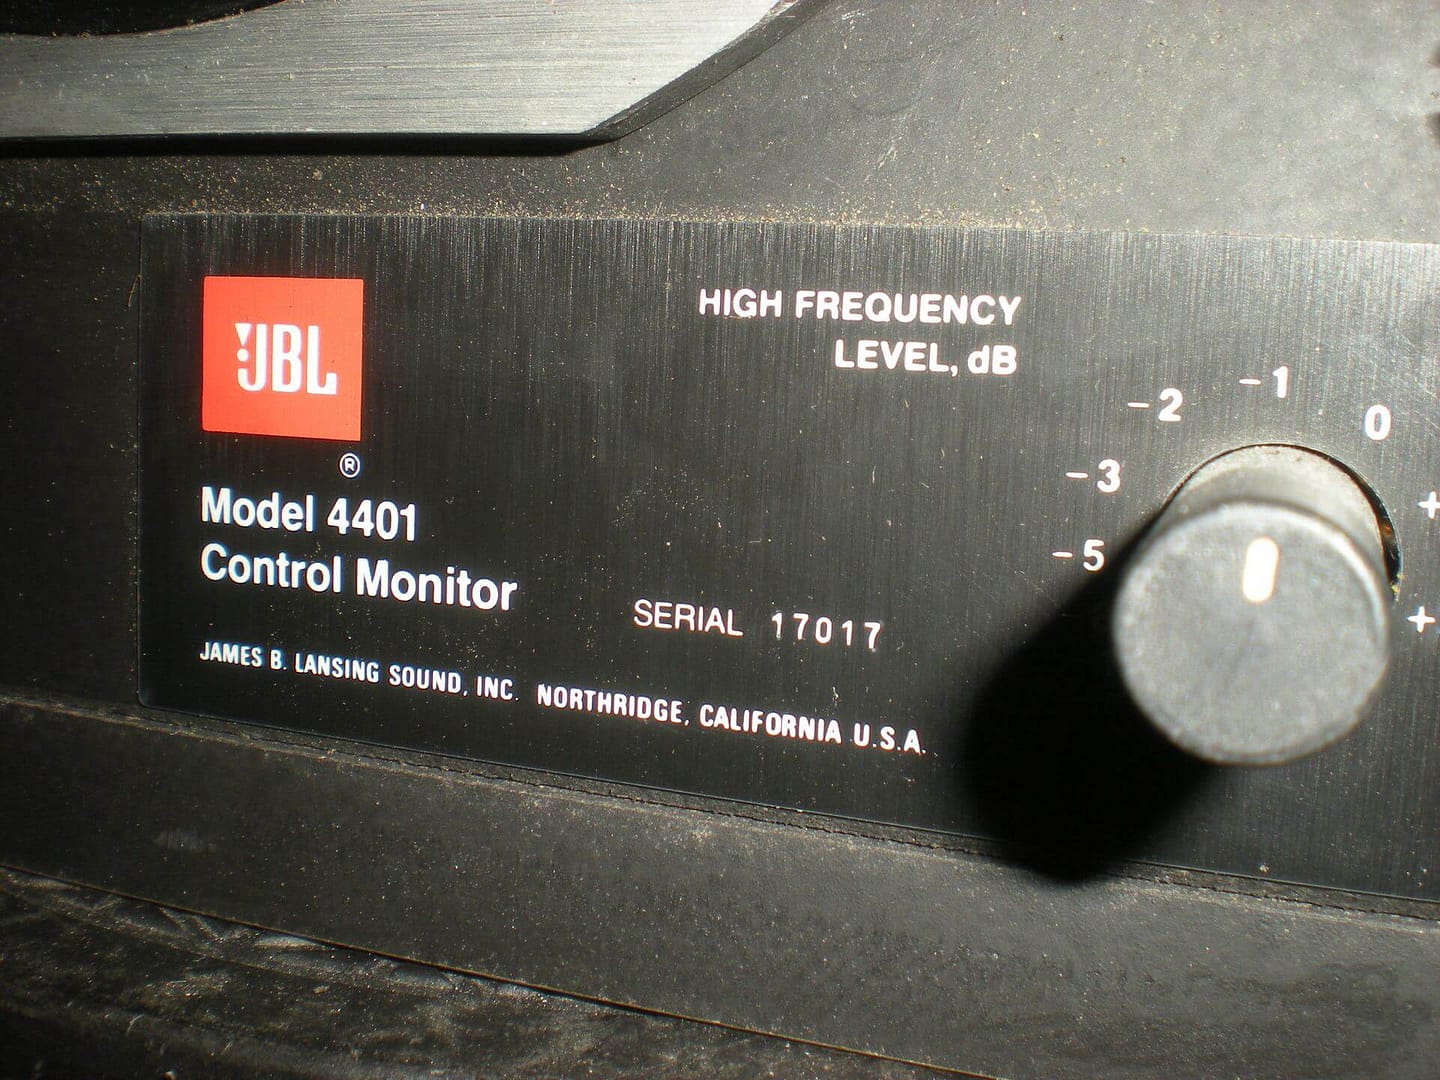 JBL
®
Model 4401
Control Monitor
JAMES B. LANSING SOUND, INC. NORTHRIDGE, CALIFORNIA U.S.A.
SERIAL 17017
HIGH FREQUENCY
LEVEL, dB
-5
-3
-2
-1
0
+
+